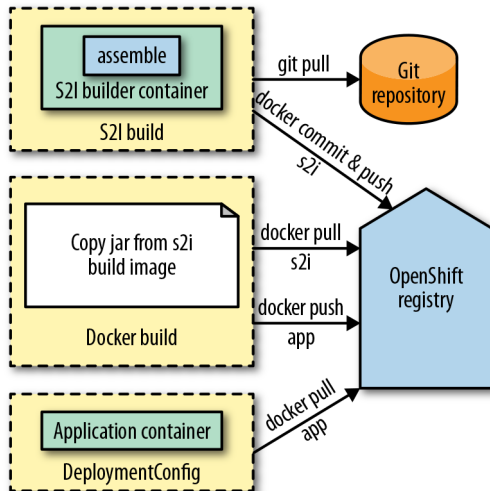 assemble
S2I builder container
S2I build
git pull
Git
repository
docker commit & push
s2i
Copy jar from s2i
build image
Docker build
docker pull
s2i
docker push
app
OpenShift
registry
Application container
DeploymentConfig
docker pull
app